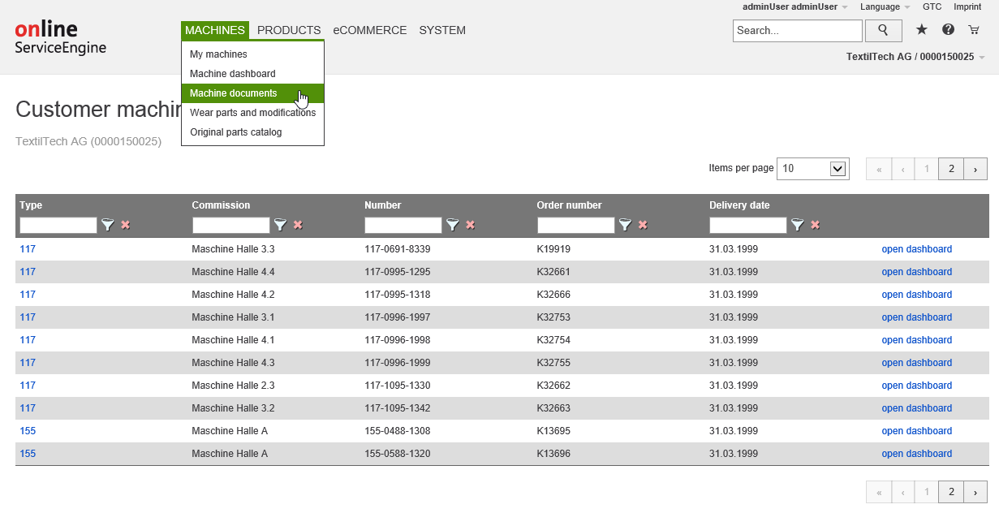 adminUser adminUser Language GTC Imprint
online
ServiceEngine
MACHINES PRODUCTS eCOMMERCE SYSTEM
Search...
TextilTech AG / 0000150025
My machines
Machine dashboard
Machine documents
Wear parts and modifications
Original parts catalog
Customer machin
TextilTech AG (0000150025)
Items per page 10 « ‹ 1 2 ›
Type Commission Number Order number Delivery date
117 Maschine Halle 3.3 117-0691-8339 K19919 31.03.1999 open dashboard
117 Maschine Halle 4.4 117-0995-1295 K32661 31.03.1999 open dashboard
117 Maschine Halle 4.2 117-0995-1318 K32666 31.03.1999 open dashboard
117 Maschine Halle 3.1 117-0996-1997 K32753 31.03.1999 open dashboard
117 Maschine Halle 4.1 117-0996-1998 K32754 31.03.1999 open dashboard
117 Maschine Halle 4.3 117-0996-1999 K32755 31.03.1999 open dashboard
117 Maschine Halle 2.3 117-1095-1330 K32662 31.03.1999 open dashboard
117 Maschine Halle 3.2 117-1095-1342 K32663 31.03.1999 open dashboard
155 Maschine Halle A 155-0488-1308 K13695 31.03.1999 open dashboard
155 Maschine Halle A 155-0588-1320 K13696 31.03.1999 open dashboard
« ‹ 1 2 ›